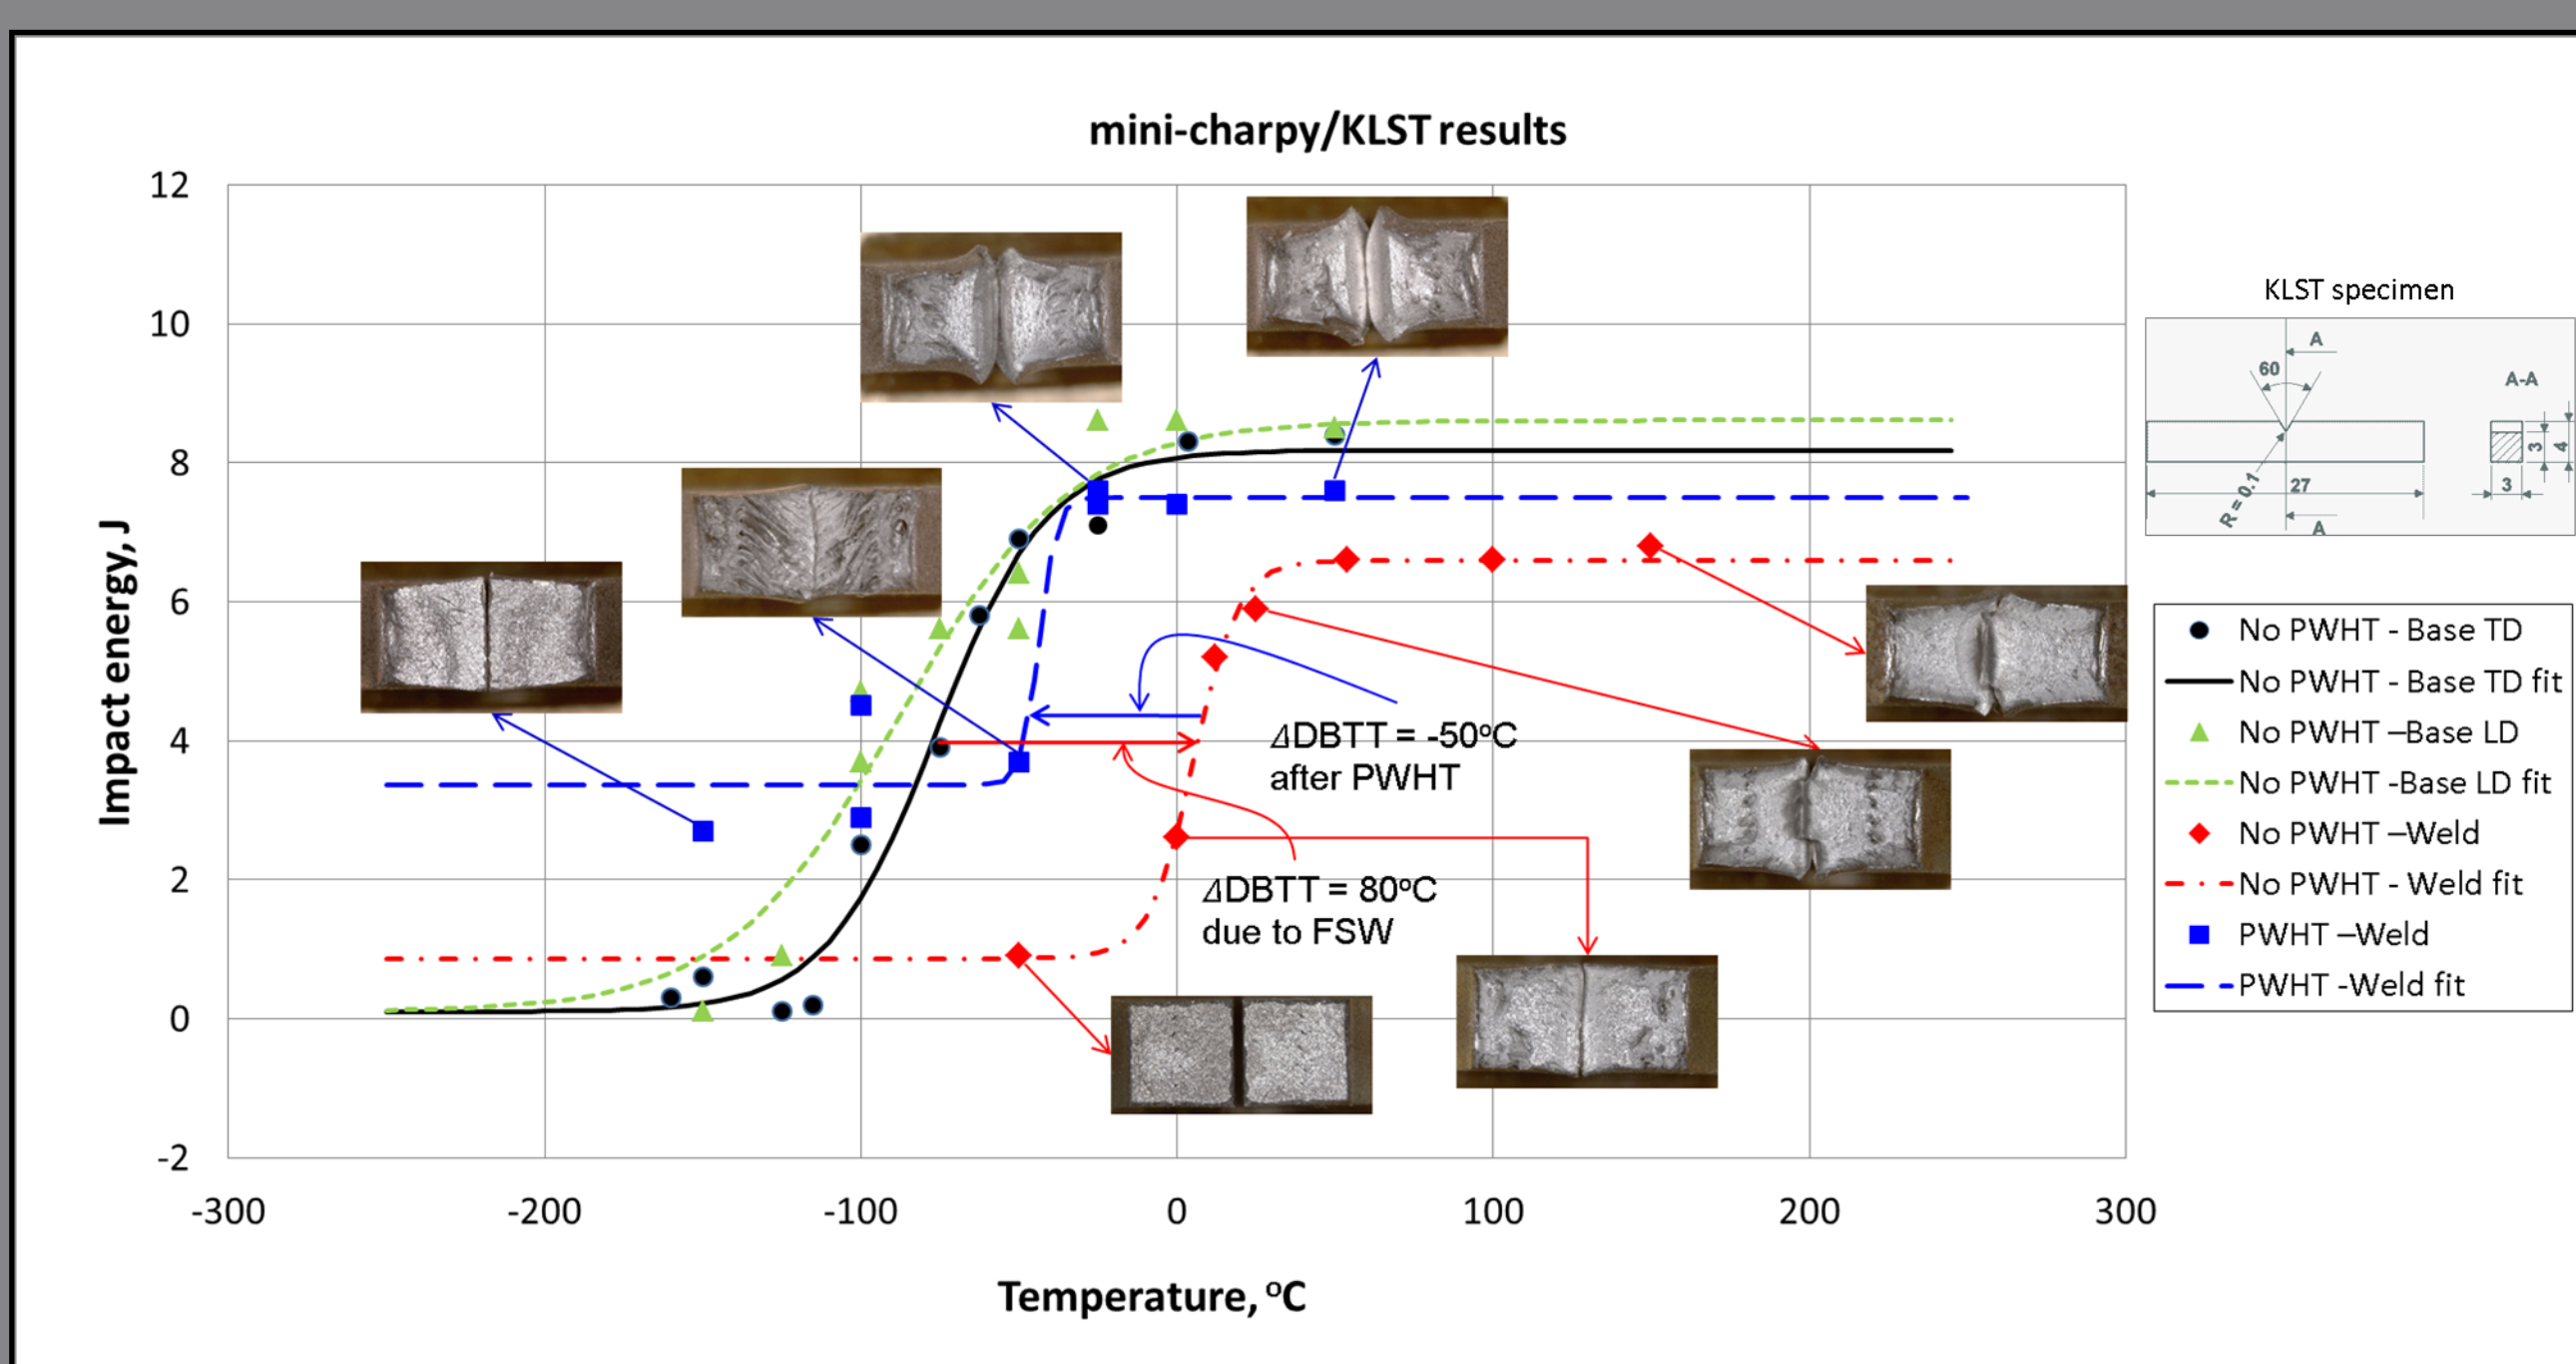 mini-charpy/KLST results
12
10
8
6
4
2
0
-2
Impact energy, J
-300
-200
-100
0
100
200
300
Temperature, ºC
ΔDBTT = -50ºC
after PWHT
ΔDBTT = 80ºC
due to FSW
KLST specimen
A
60
A-A
R = 0.1
27
A
3
4
3
No PWHT - Base TD
No PWHT - Base TD fit
No PWHT –Base LD
No PWHT -Base LD fit
No PWHT –Weld
No PWHT - Weld fit
PWHT –Weld
PWHT -Weld fit